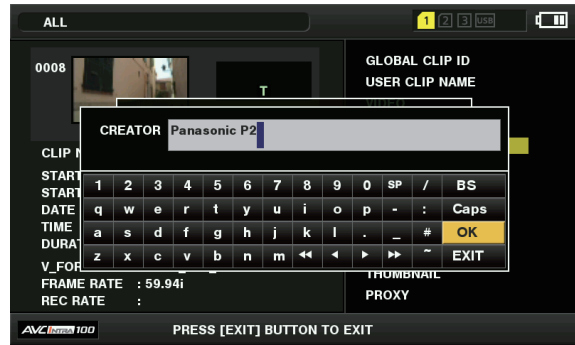 ALL
1 2 3 USB
0008
T
GLOBAL CLIP ID
USER CLIP NAME
VIDEO
CREATOR Panasonic P2
CLIP N
START
START
DATE
TIME
DURAT
V_FOR
FRAME RATE : 59.94i
REC RATE :
1 2 3 4 5 6 7 8 9 0 SP / BS
q w e r t y u i o p - : Caps
a s d f g h j k l . _ # OK
z x c v b n m ◀◀ ◀ ▶ ▶▶ ~ EXIT
THUMBNAIL
PROXY
AVC INTRA 100
PRESS [EXIT] BUTTON TO EXIT